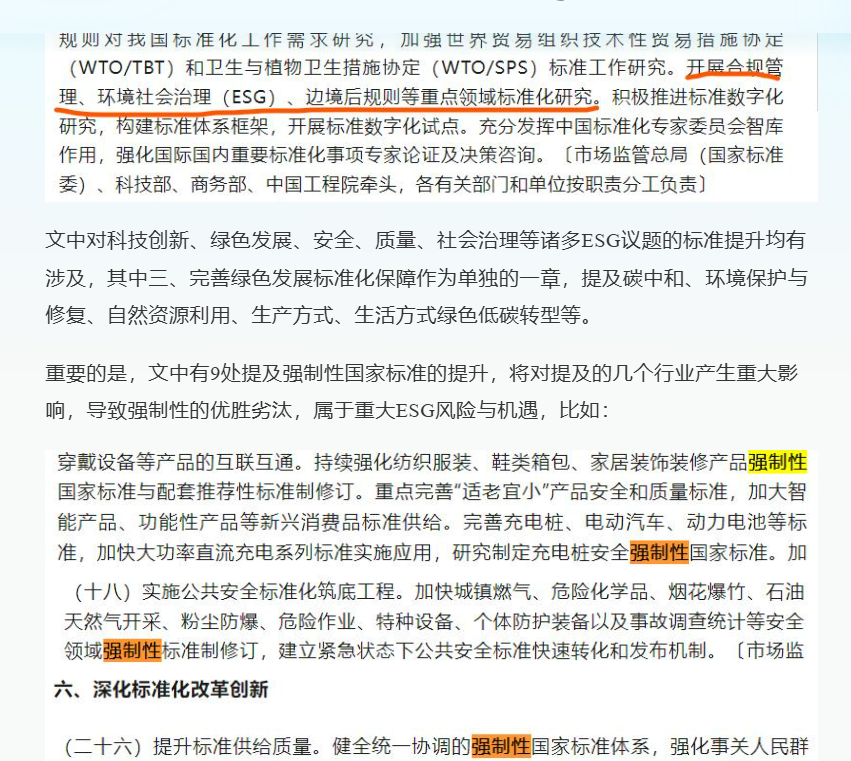 规则对我国标准化工作需求研究，加强世界贸易组织技术性贸易措施协定
（WTO/TBT）和卫生与植物卫生措施协定（WTO/SPS）标准工作研究。开展合规管
理、环境社会治理（ESG）、边境后规则等重点领域标准化研究。积极推进标准数字化
研究，构建标准体系框架，开展标准数字化试点。充分发挥中国标准化专家委员会智库
作用，强化国际国内重要标准化事项专家论证及决策咨询。〔市场监管总局（国家标准
委）、科技部、商务部、中国工程院牵头，各有关部门和单位按职责分工负责〕
文中对科技创新、绿色发展、安全、质量、社会治理等诸多ESG议题的标准提升均有
涉及，其中三、完善绿色发展标准化保障作为单独的一章，提及碳中和、环境保护与
修复、自然资源利用、生产方式、生活方式绿色低碳转型等。
重要的是，文中有9处提及强制性国家标准的提升，将对提及的几个行业产生重大影
响，导致强制性的优胜劣汰，属于重大ESG风险与机遇，比如：
穿戴设备等产品的互联互通。持续强化纺织服装、鞋类箱包、家居装饰装修产品强制性
国家标准与配套推荐性标准制修订。重点完善“适老宜小”产品安全和质量标准，加大智
能产品、功能性产品等新兴消费品标准供给。完善充电桩、电动汽车、动力电池等标
准，加快大功率直流充电系列标准实施应用，研究制定充电桩安全强制性国家标准。加
（十八）实施公共安全标准化筑底工程。加快城镇燃气、危险化学品、烟花爆竹、石油
天然气开采、粉尘防爆、危险作业、特种设备、个体防护装备以及事故调查统计等安全
领域强制性标准制修订，建立紧急状态下公共安全标准快速转化和发布机制。〔市场监
六、深化标准化改革创新
（二十六）提升标准供给质量。健全统一协调的强制性国家标准体系，强化事关人民群